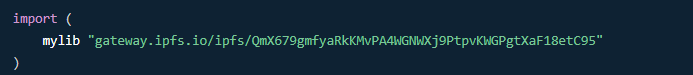 import (
    mylib "gateway.ipfs.io/ipfs/QmX679gmfyaRkKMvPA4WGNWXj9PtpvKWGPgtXaF18etC95"
)